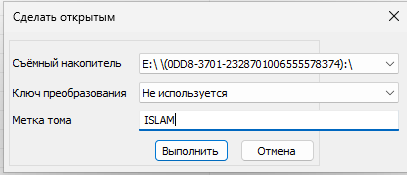 Сделать открытым
Съёмный накопитель E:\ \(0DD8-3701-2328701006555578374):\
Ключ преобразования Не используется
Метка тома ISLAM
Выполнить Отмена